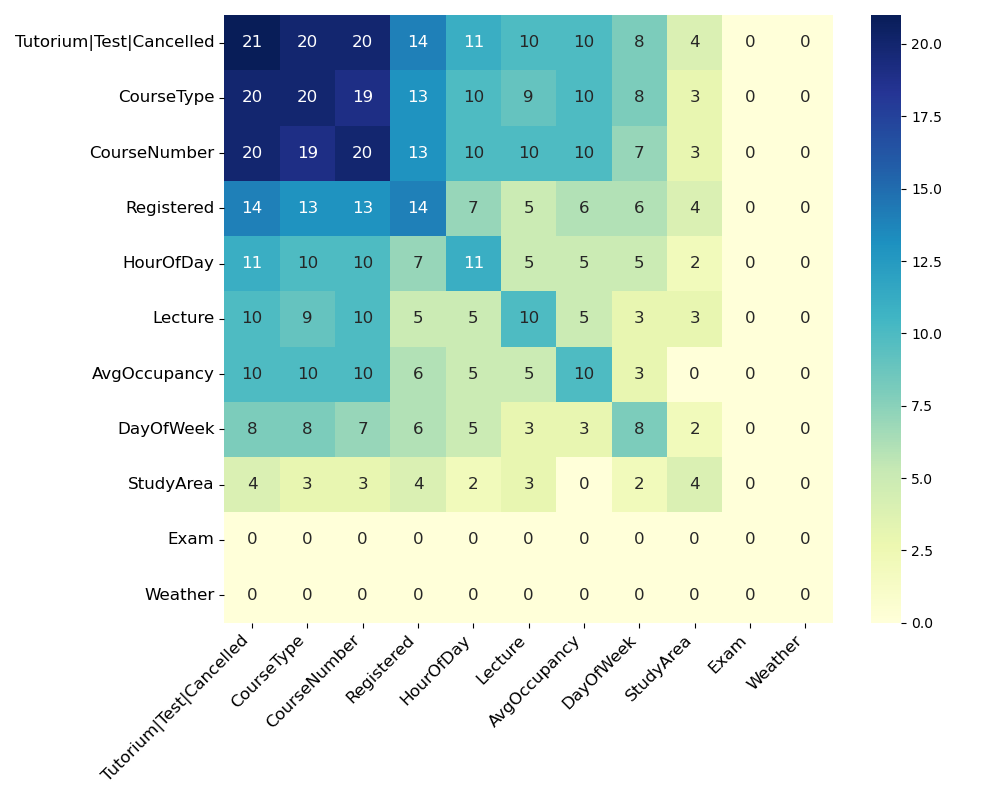 Tutorium|Test|Cancelled 21 20 20 14 11 10 10 8 4 0 0
CourseType 20 20 19 13 10 9 10 8 3 0 0
CourseNumber 20 19 20 13 10 10 10 7 3 0 0
Registered 14 13 13 14 7 5 6 6 4 0 0
HourOfDay 11 10 10 7 11 5 5 5 2 0 0
Lecture 10 9 10 5 5 10 5 3 3 0 0
AvgOccupancy 10 10 10 6 5 5 10 3 0 0 0
DayOfWeek 8 8 7 6 5 3 3 8 2 0 0
StudyArea 4 3 3 4 2 3 0 2 4 0 0
Exam 0 0 0 0 0 0 0 0 0 0 0
Weather 0 0 0 0 0 0 0 0 0 0 0
Tutorium|Test|Cancelled
CourseType
CourseNumber
Registered
HourOfDay
Lecture
AvgOccupancy
DayOfWeek
StudyArea
Exam
Weather
20.0
17.5
15.0
12.5
10.0
7.5
5.0
2.5
0.0